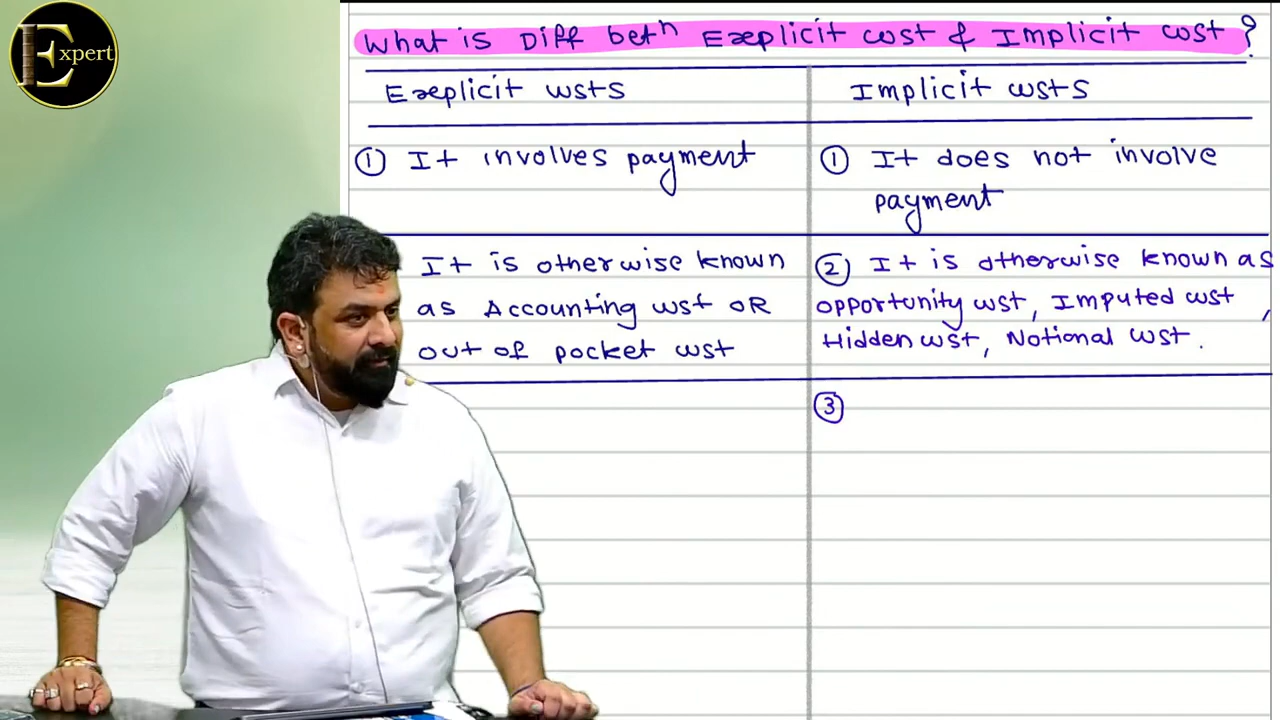 Expert
What is Diff betn Explicit cost & Implicit cost ?
Explicit costs
Implicit costs
① It involves payment
① It does not involve
payment
It is otherwise known
as Accounting cost OR
out of pocket cost
② It is otherwise known as
opportunity cost, Imputed cost ,
Hidden cost, Notional cost .
③